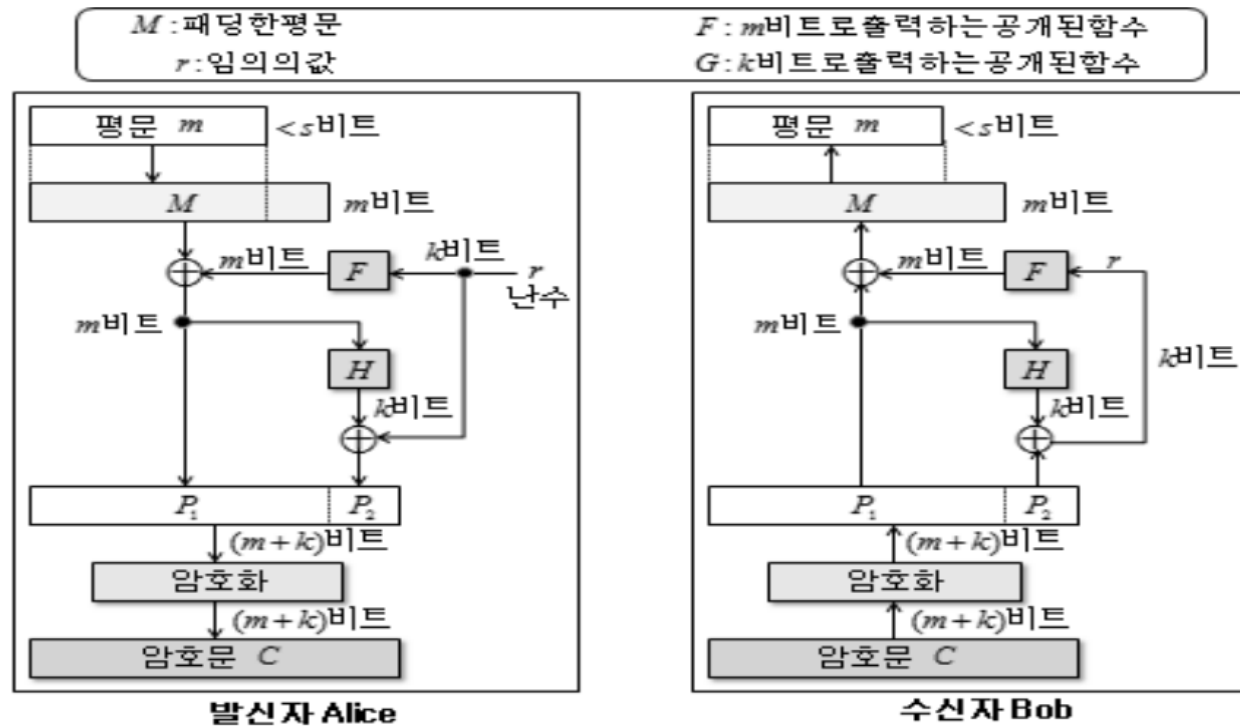 M : 패딩한평문
F : m비트로출력하는공개된함수
r : 임의의값
G : k비트로출력하는공개된함수
평문 m
<s비트
M
m비트
m비트
F
k비트
r
난수
m비트
H
k비트
P₁
P₂
(m+k)비트
암호화
(m+k)비트
암호문 C
발신자 Alice
평문 m
<s비트
M
m비트
m비트
F
r
m비트
H
k비트
k비트
P₁
P₂
(m+k)비트
암호화
(m+k)비트
암호문 C
수신자 Bob